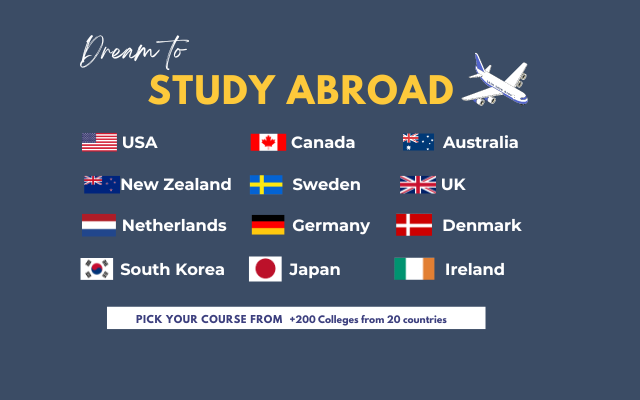 Dream to
STUDY ABROAD
USA Canada Australia
New Zealand Sweden UK
Netherlands Germany Denmark
South Korea Japan Ireland
PICK YOUR COURSE FROM +200 Colleges from 20 countries